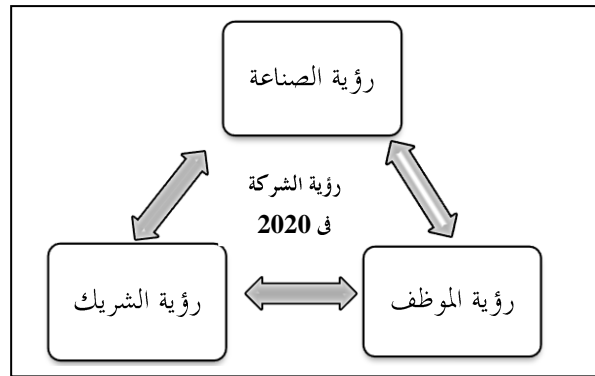 رؤية الصناعة
رؤية الشركة
فى 2020
رؤية الموظف
رؤية الشريك